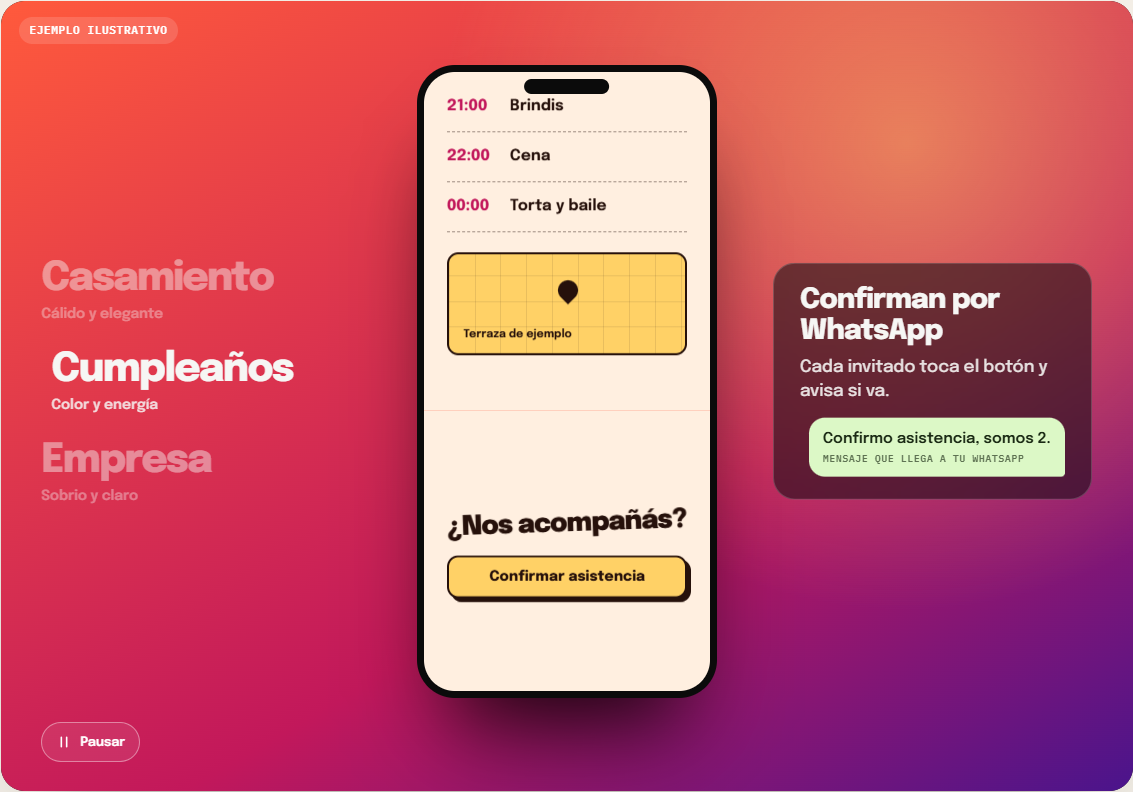 EJEMPLO ILUSTRATIVO
Casamiento
Cálido y elegante
Cumpleaños
Color y energía
Empresa
Sobrio y claro
Pausar
21:00 Brindis
22:00 Cena
00:00 Torta y baile
Terraza de ejemplo
¿Nos acompañás?
Confirmar asistencia
Confirman por
WhatsApp
Cada invitado toca el botón y
avisa si va.
Confirmo asistencia, somos 2.
MENSAJE QUE LLEGA A TU WHATSAPP